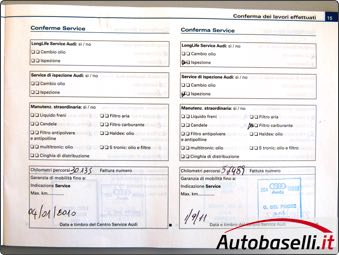 Conferma dei lavori effettuati 15
Conferme Service
LongLife Service Audi: sì / no
Cambio olio
Ispezione
Service di ispezione Audi: sì / no
Cambio olio
Ispezione
Manutenz. straordinaria: sì / no
Liquido freni Filtro aria
Candele Filtro carburante
Filtro antipolvere e antipolline Haldex: olio
multitronic: olio S tronic: olio e filtro
Cinghia di distribuzione
Chilometri percorsi 30135 Fattura numero
Garanzia di mobilità fino a:
Indicazione Service
Max. km
04/01/2010
Data e timbro del Centro Service Audi
Conferma Service
LongLife Service Audi: sì / no
Cambio olio
Ispezione
Service di ispezione Audi: sì / no
Cambio olio
Ispezione
Manutenz. straordinaria: sì / no
Liquido freni Filtro aria
Candele Filtro carburante
Filtro antipolvere e antipolline Haldex: olio
multitronic: olio S tronic: olio e filtro
Cinghia di distribuzione
Chilometri percorsi Fattura numero
Garanzia di mobilità fino a:
Indicazione Service
Max. km
1/9/11
Data e timbro del Centro Service Audi
Autobaselli.it